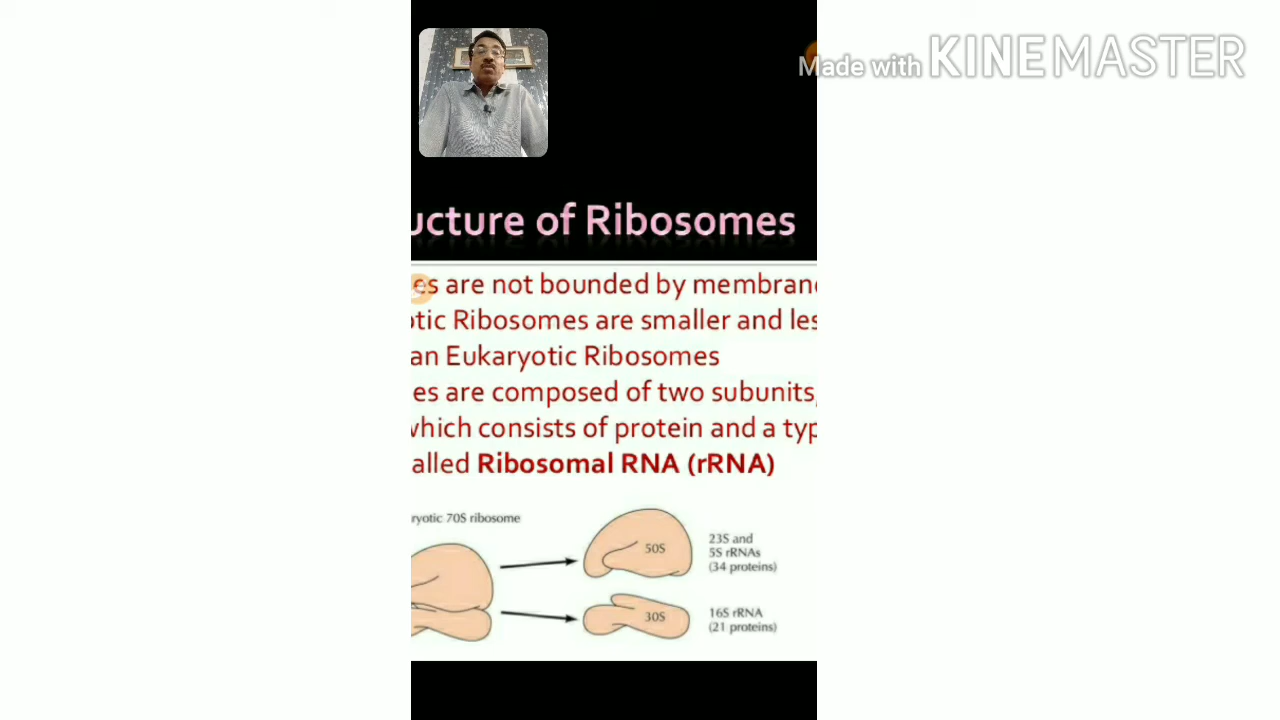 Made with KINEMASTER
ucture of Ribosomes
es are not bounded by membran
otic Ribosomes are smaller and les
an Eukaryotic Ribosomes
es are composed of two subunits,
which consists of protein and a typ
alled Ribosomal RNA (rRNA)
ryotic 70S ribosome
50S
23S and
5S rRNAs
(34 proteins)
30S
16S rRNA
(21 proteins)